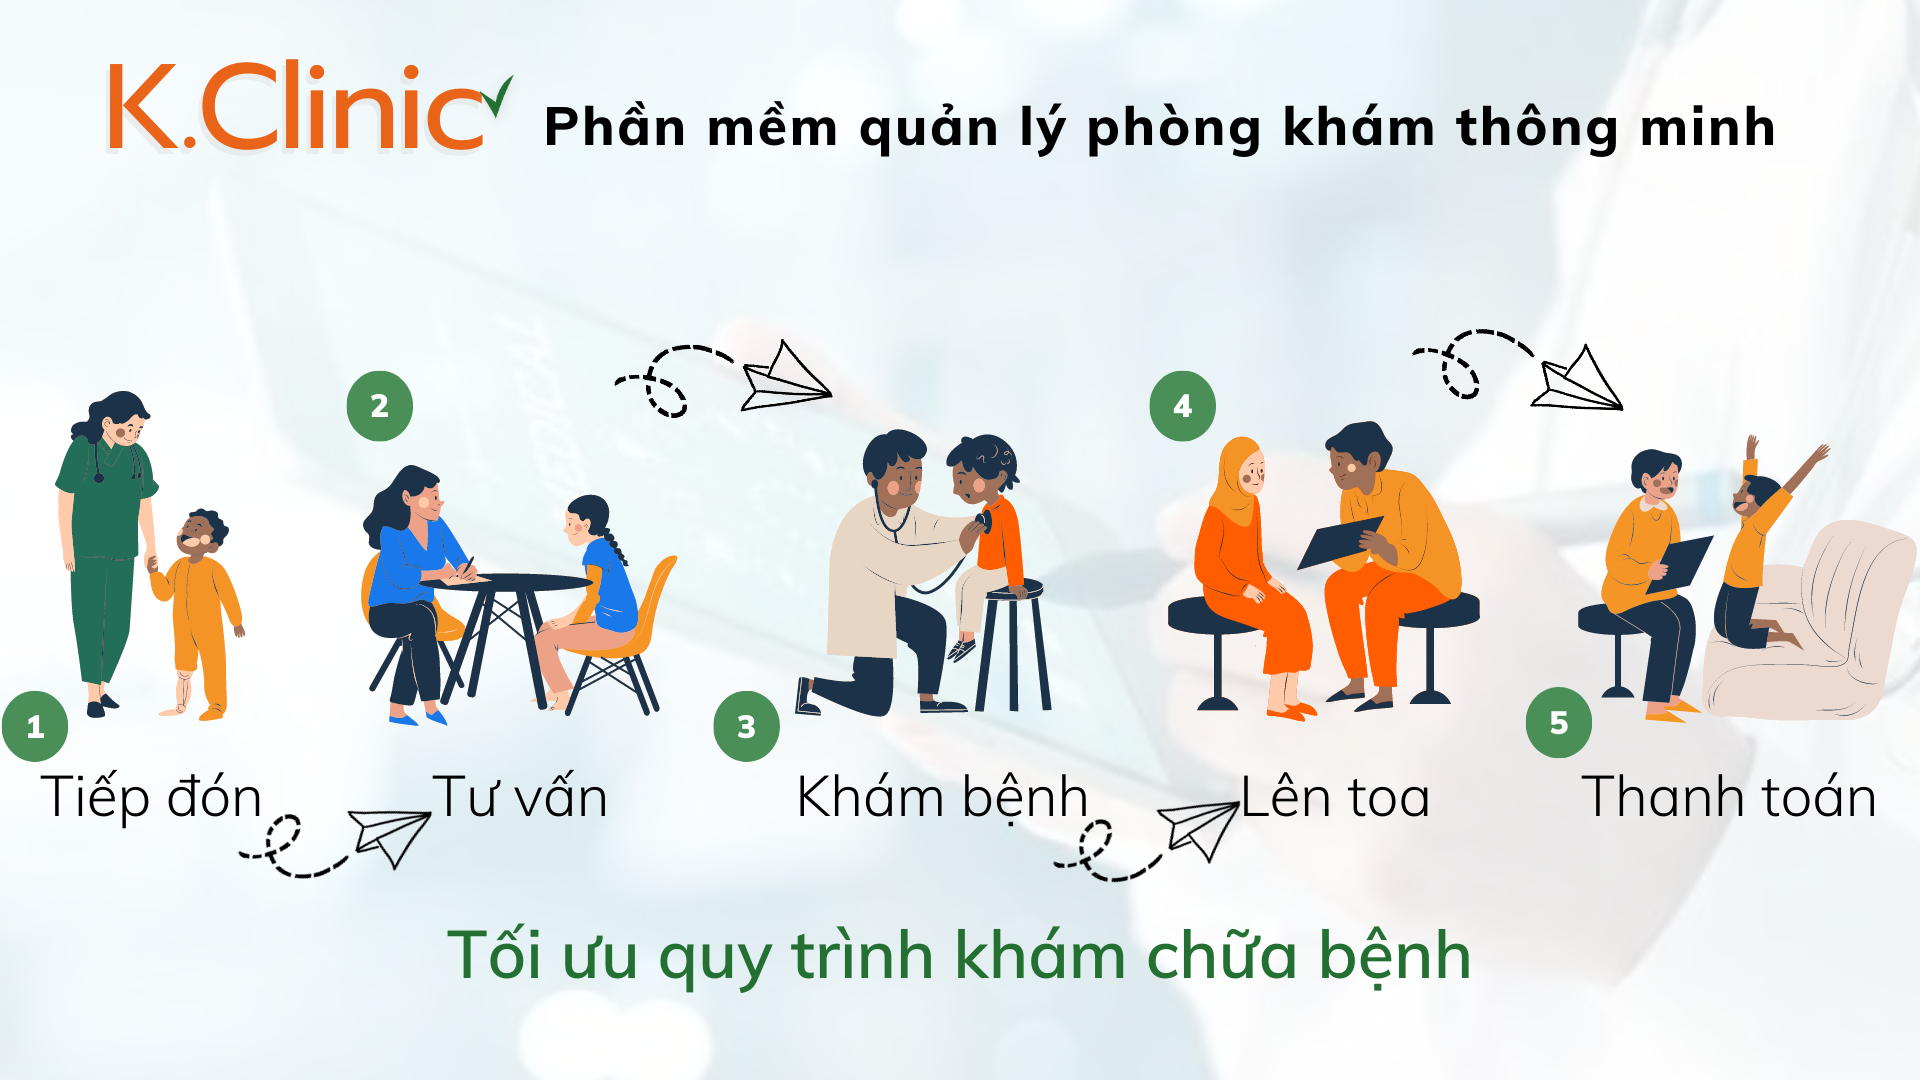 K.Clinic
Phần mềm quản lý phòng khám thông minh
2
4
1
3
5
Tiếp đón
Tư vấn
Khám bệnh
Lên toa
Thanh toán
Tối ưu quy trình khám chữa bệnh